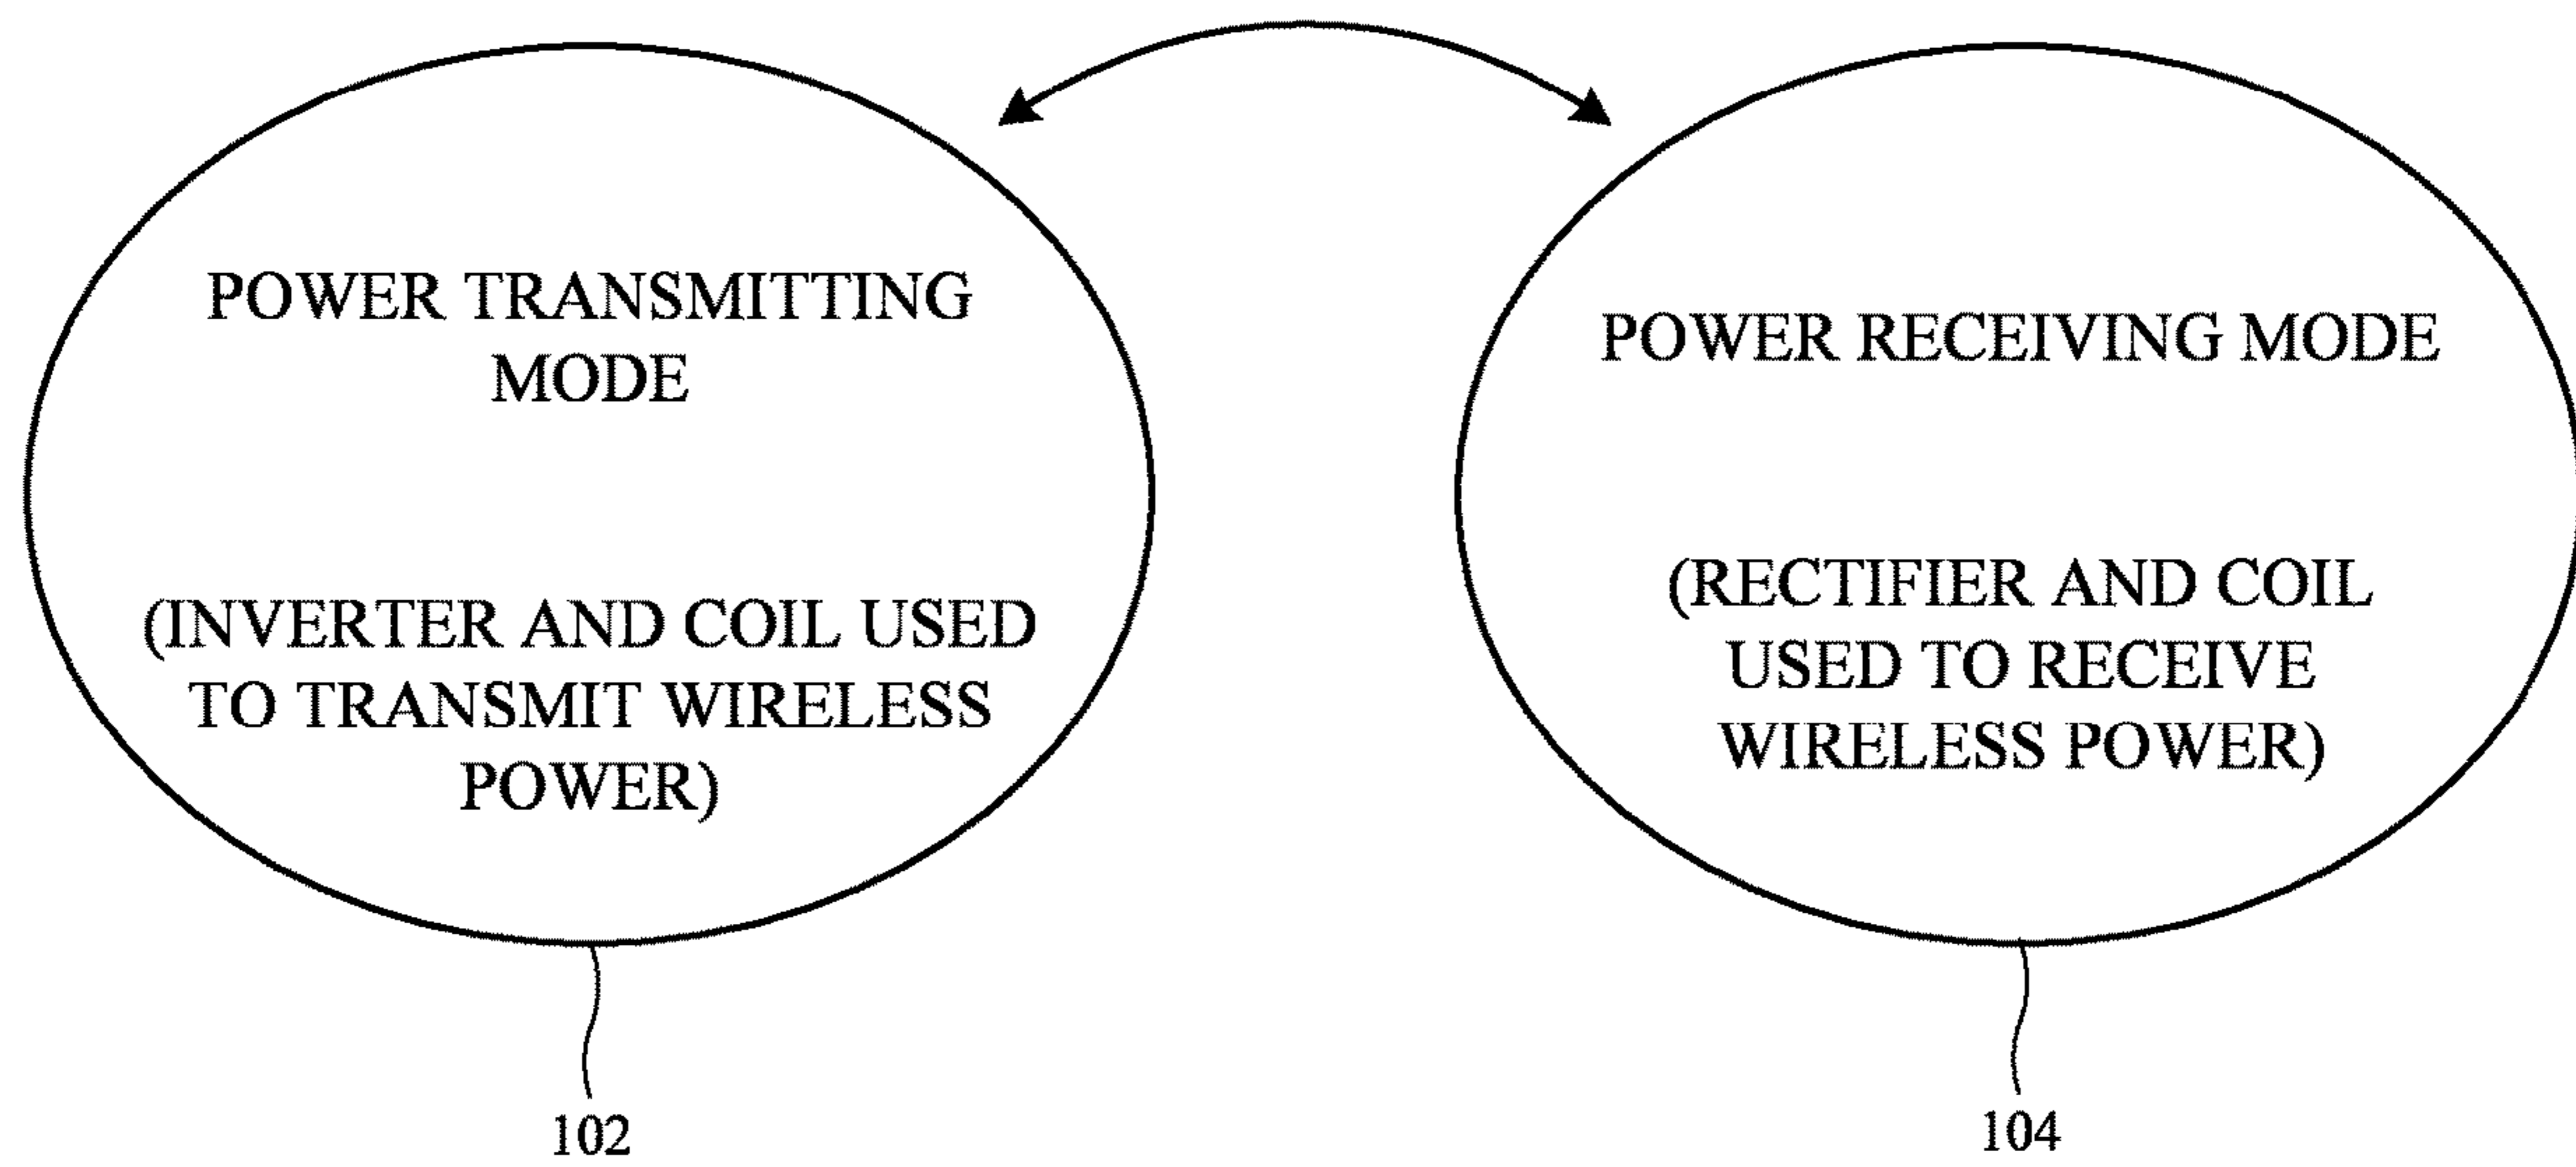 POWER TRANSMITTING
MODE
(INVERTER AND COIL USED
TO TRANSMIT WIRELESS
POWER)
102
POWER RECEIVING MODE
(RECTIFIER AND COIL
USED TO RECEIVE
WIRELESS POWER)
104